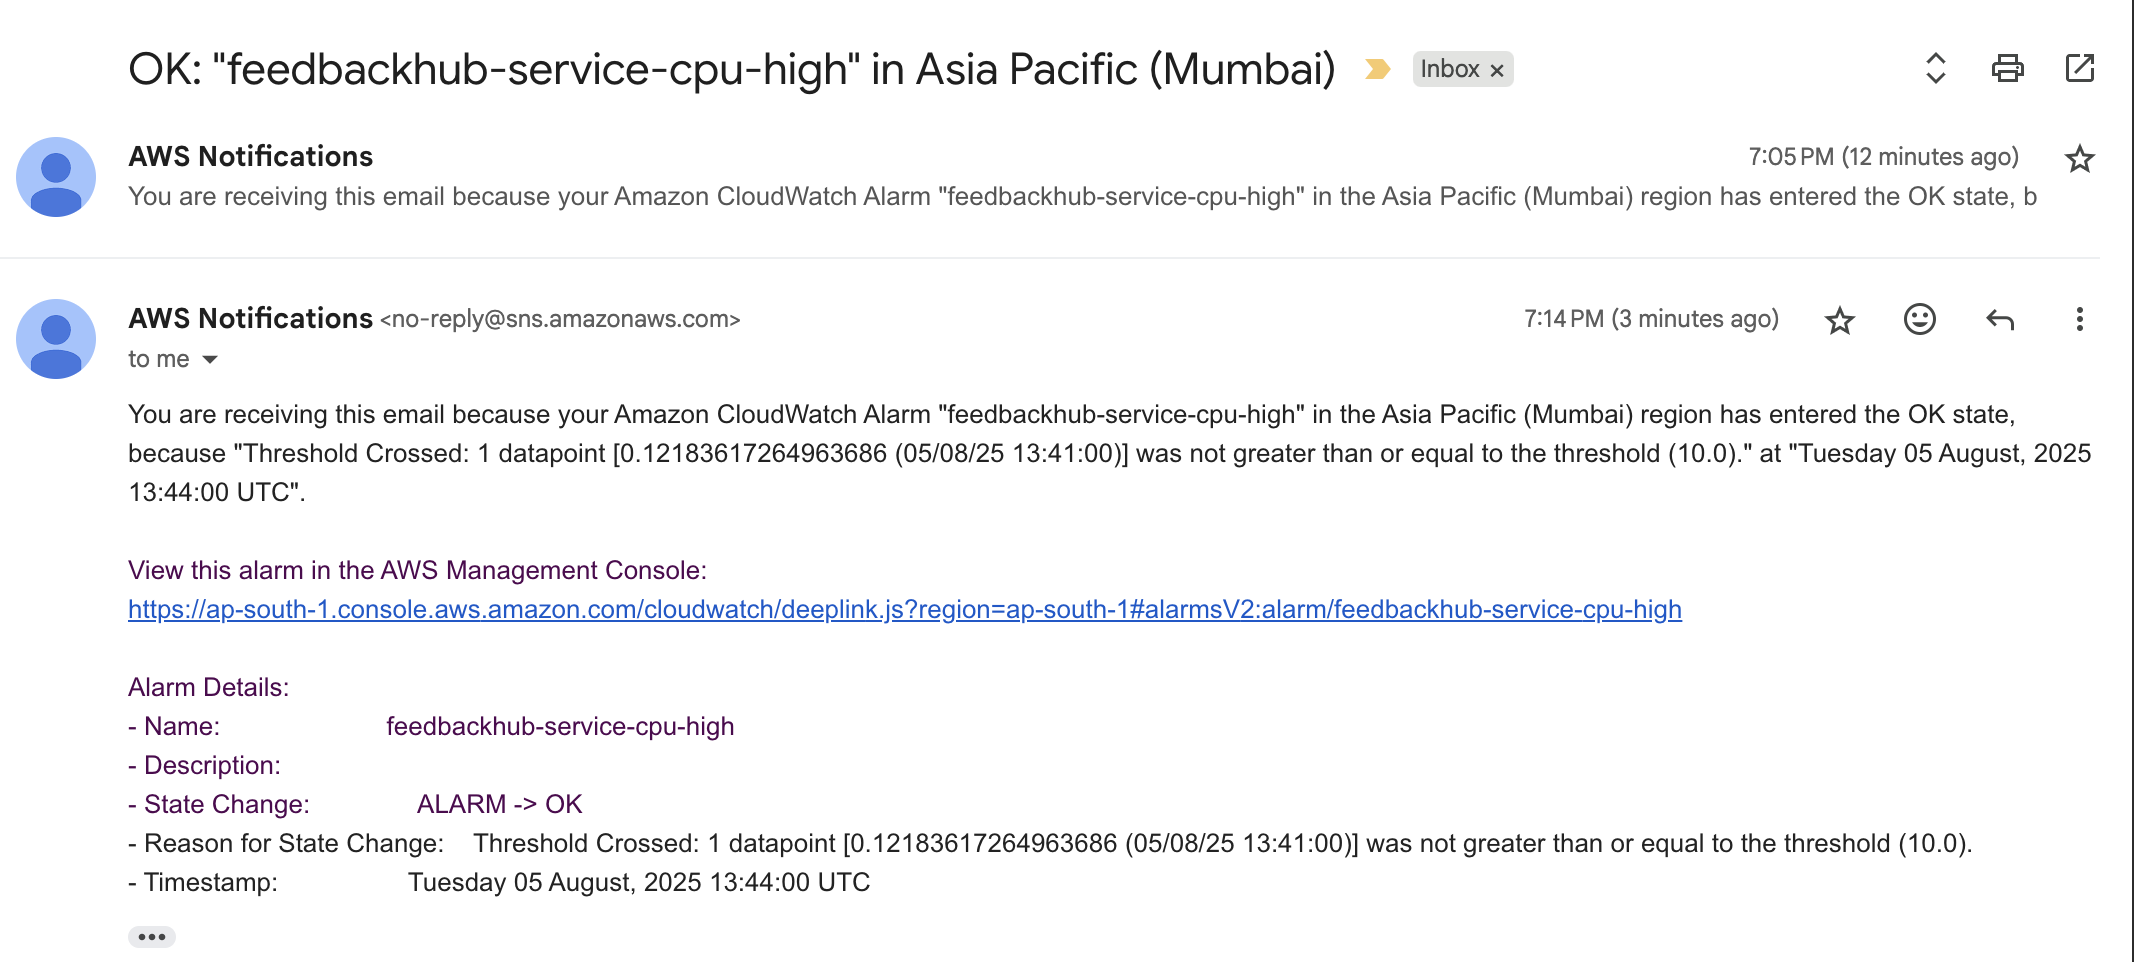 OK: "feedbackhub-service-cpu-high" in Asia Pacific (Mumbai) Inbox ×
AWS Notifications 7:05 PM (12 minutes ago)
You are receiving this email because your Amazon CloudWatch Alarm "feedbackhub-service-cpu-high" in the Asia Pacific (Mumbai) region has entered the OK state, b
AWS Notifications <no-reply@sns.amazonaws.com> 7:14 PM (3 minutes ago)
to me
You are receiving this email because your Amazon CloudWatch Alarm "feedbackhub-service-cpu-high" in the Asia Pacific (Mumbai) region has entered the OK state,
because "Threshold Crossed: 1 datapoint [0.12183617264963686 (05/08/25 13:41:00)] was not greater than or equal to the threshold (10.0)." at "Tuesday 05 August, 2025
13:44:00 UTC".
View this alarm in the AWS Management Console:
https://ap-south-1.console.aws.amazon.com/cloudwatch/deeplink.js?region=ap-south-1#alarmsV2:alarm/feedbackhub-service-cpu-high
Alarm Details:
- Name: feedbackhub-service-cpu-high
- Description:
- State Change: ALARM -> OK
- Reason for State Change: Threshold Crossed: 1 datapoint [0.12183617264963686 (05/08/25 13:41:00)] was not greater than or equal to the threshold (10.0).
- Timestamp: Tuesday 05 August, 2025 13:44:00 UTC